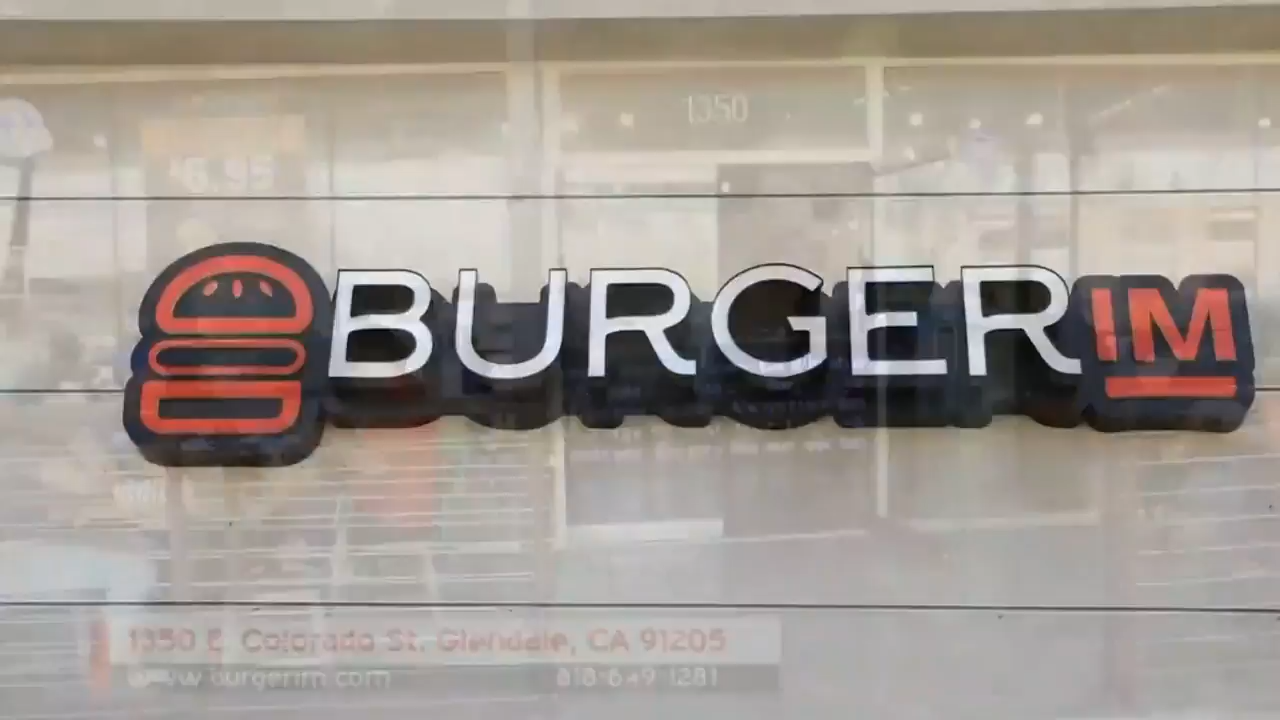 1350
$6.95
BURGERIM
1350 E. Colorado St. Glendale, CA 91205
www.burgerim.com 818-649-1281